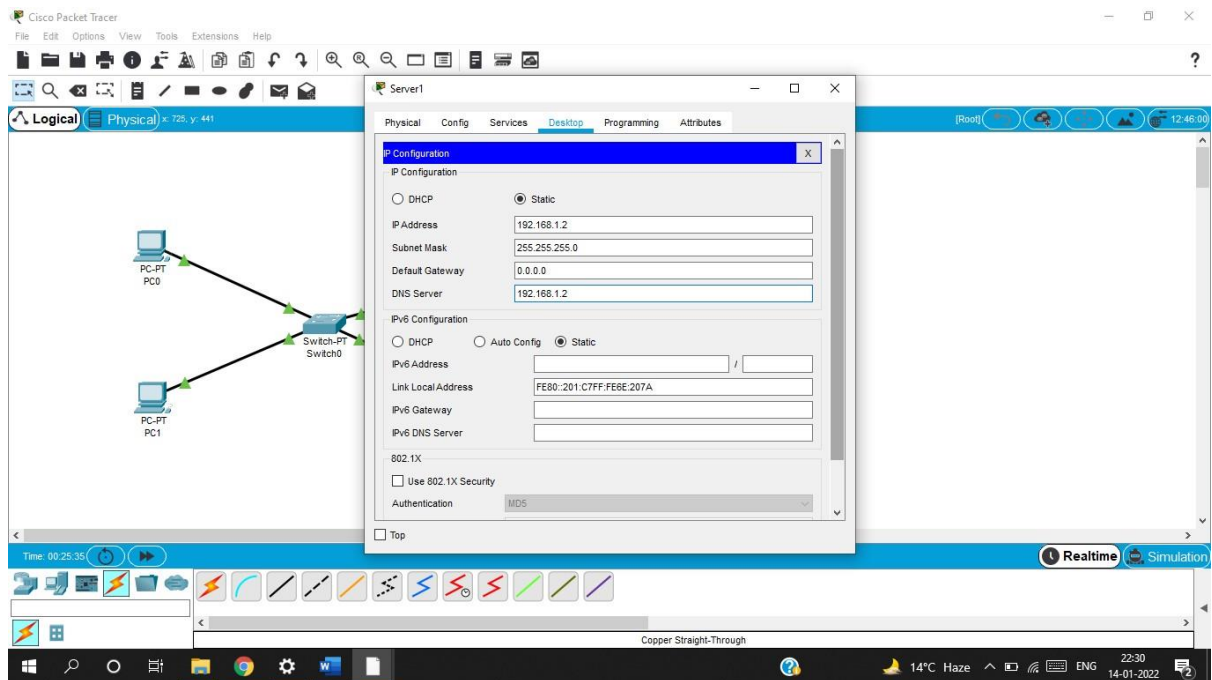 Cisco Packet Tracer
File Edit Options View Tools Extensions Help
?
Logical Physical x: 725, y: 441
[Root] 12:46:00
Server1
Physical Config Services Desktop Programming Attributes
IP Configuration X
IP Configuration
DHCP Static
IP Address 192.168.1.2
Subnet Mask 255.255.255.0
Default Gateway 0.0.0.0
DNS Server 192.168.1.2
IPv6 Configuration
DHCP Auto Config Static
IPv6 Address /
Link Local Address FE80::201:C7FF:FE6E:207A
IPv6 Gateway
IPv6 DNS Server
802.1X
Use 802.1X Security
Authentication MD5
Top
PC-PT
PC0
Switch-PT
Switch0
PC-PT
PC1
Time: 00:25:35
Realtime Simulation
Copper Straight-Through
14°C Haze ENG 22:30
14-01-2022 2